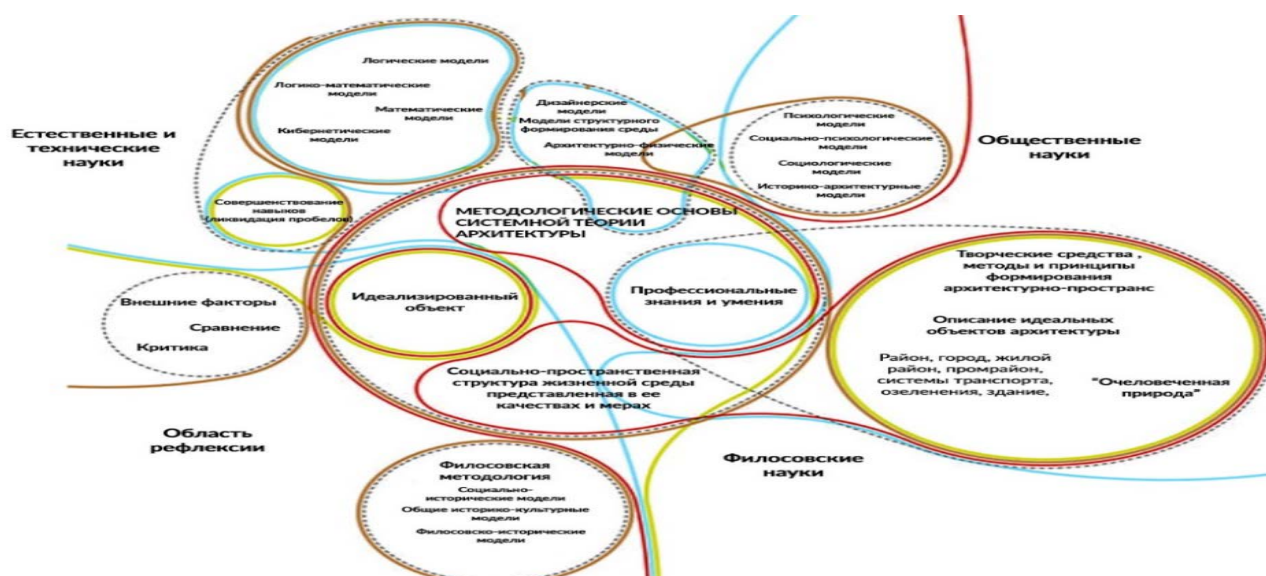 Логические модели
Логико-математические
модели
Математические
модели
Кибернетические
модели
Дизайнерские
модели
Модели структурного
формирования среды
Архитектурно-физические
модели
Психологические
модели
Социально-психологические
модели
Социологические
модели
Историко-архитектурные
модели
Естественные и
технические
науки
Общественные
науки
Совершенствование
навыков
(ликвидация пробелов)
МЕТОДОЛОГИЧЕСКИЕ ОСНОВЫ
СИСТЕМНОЙ ТЕОРИИ
АРХИТЕКТУРЫ
Идеализированный
объект
Профессиональные
знания и умения
Внешние факторы
Сравнение
Критика
Творческие средства ,
методы и принципы
формирования
архитектурно-пространс
Описание идеальных
объектов архитектуры
Район, город, жилой
район, промрайон,
системы транспорта,
озеленения, здание,
"Очеловеченная
природа"
Социально-пространственная
структура жизненной среды
представленная в ее
качествах и мерах
Область
рефлексии
Филосовские
науки
Филосовская
методология
Социально-
исторические модели
Общие историко-культурные
модели
Филосовско-исторические
модели